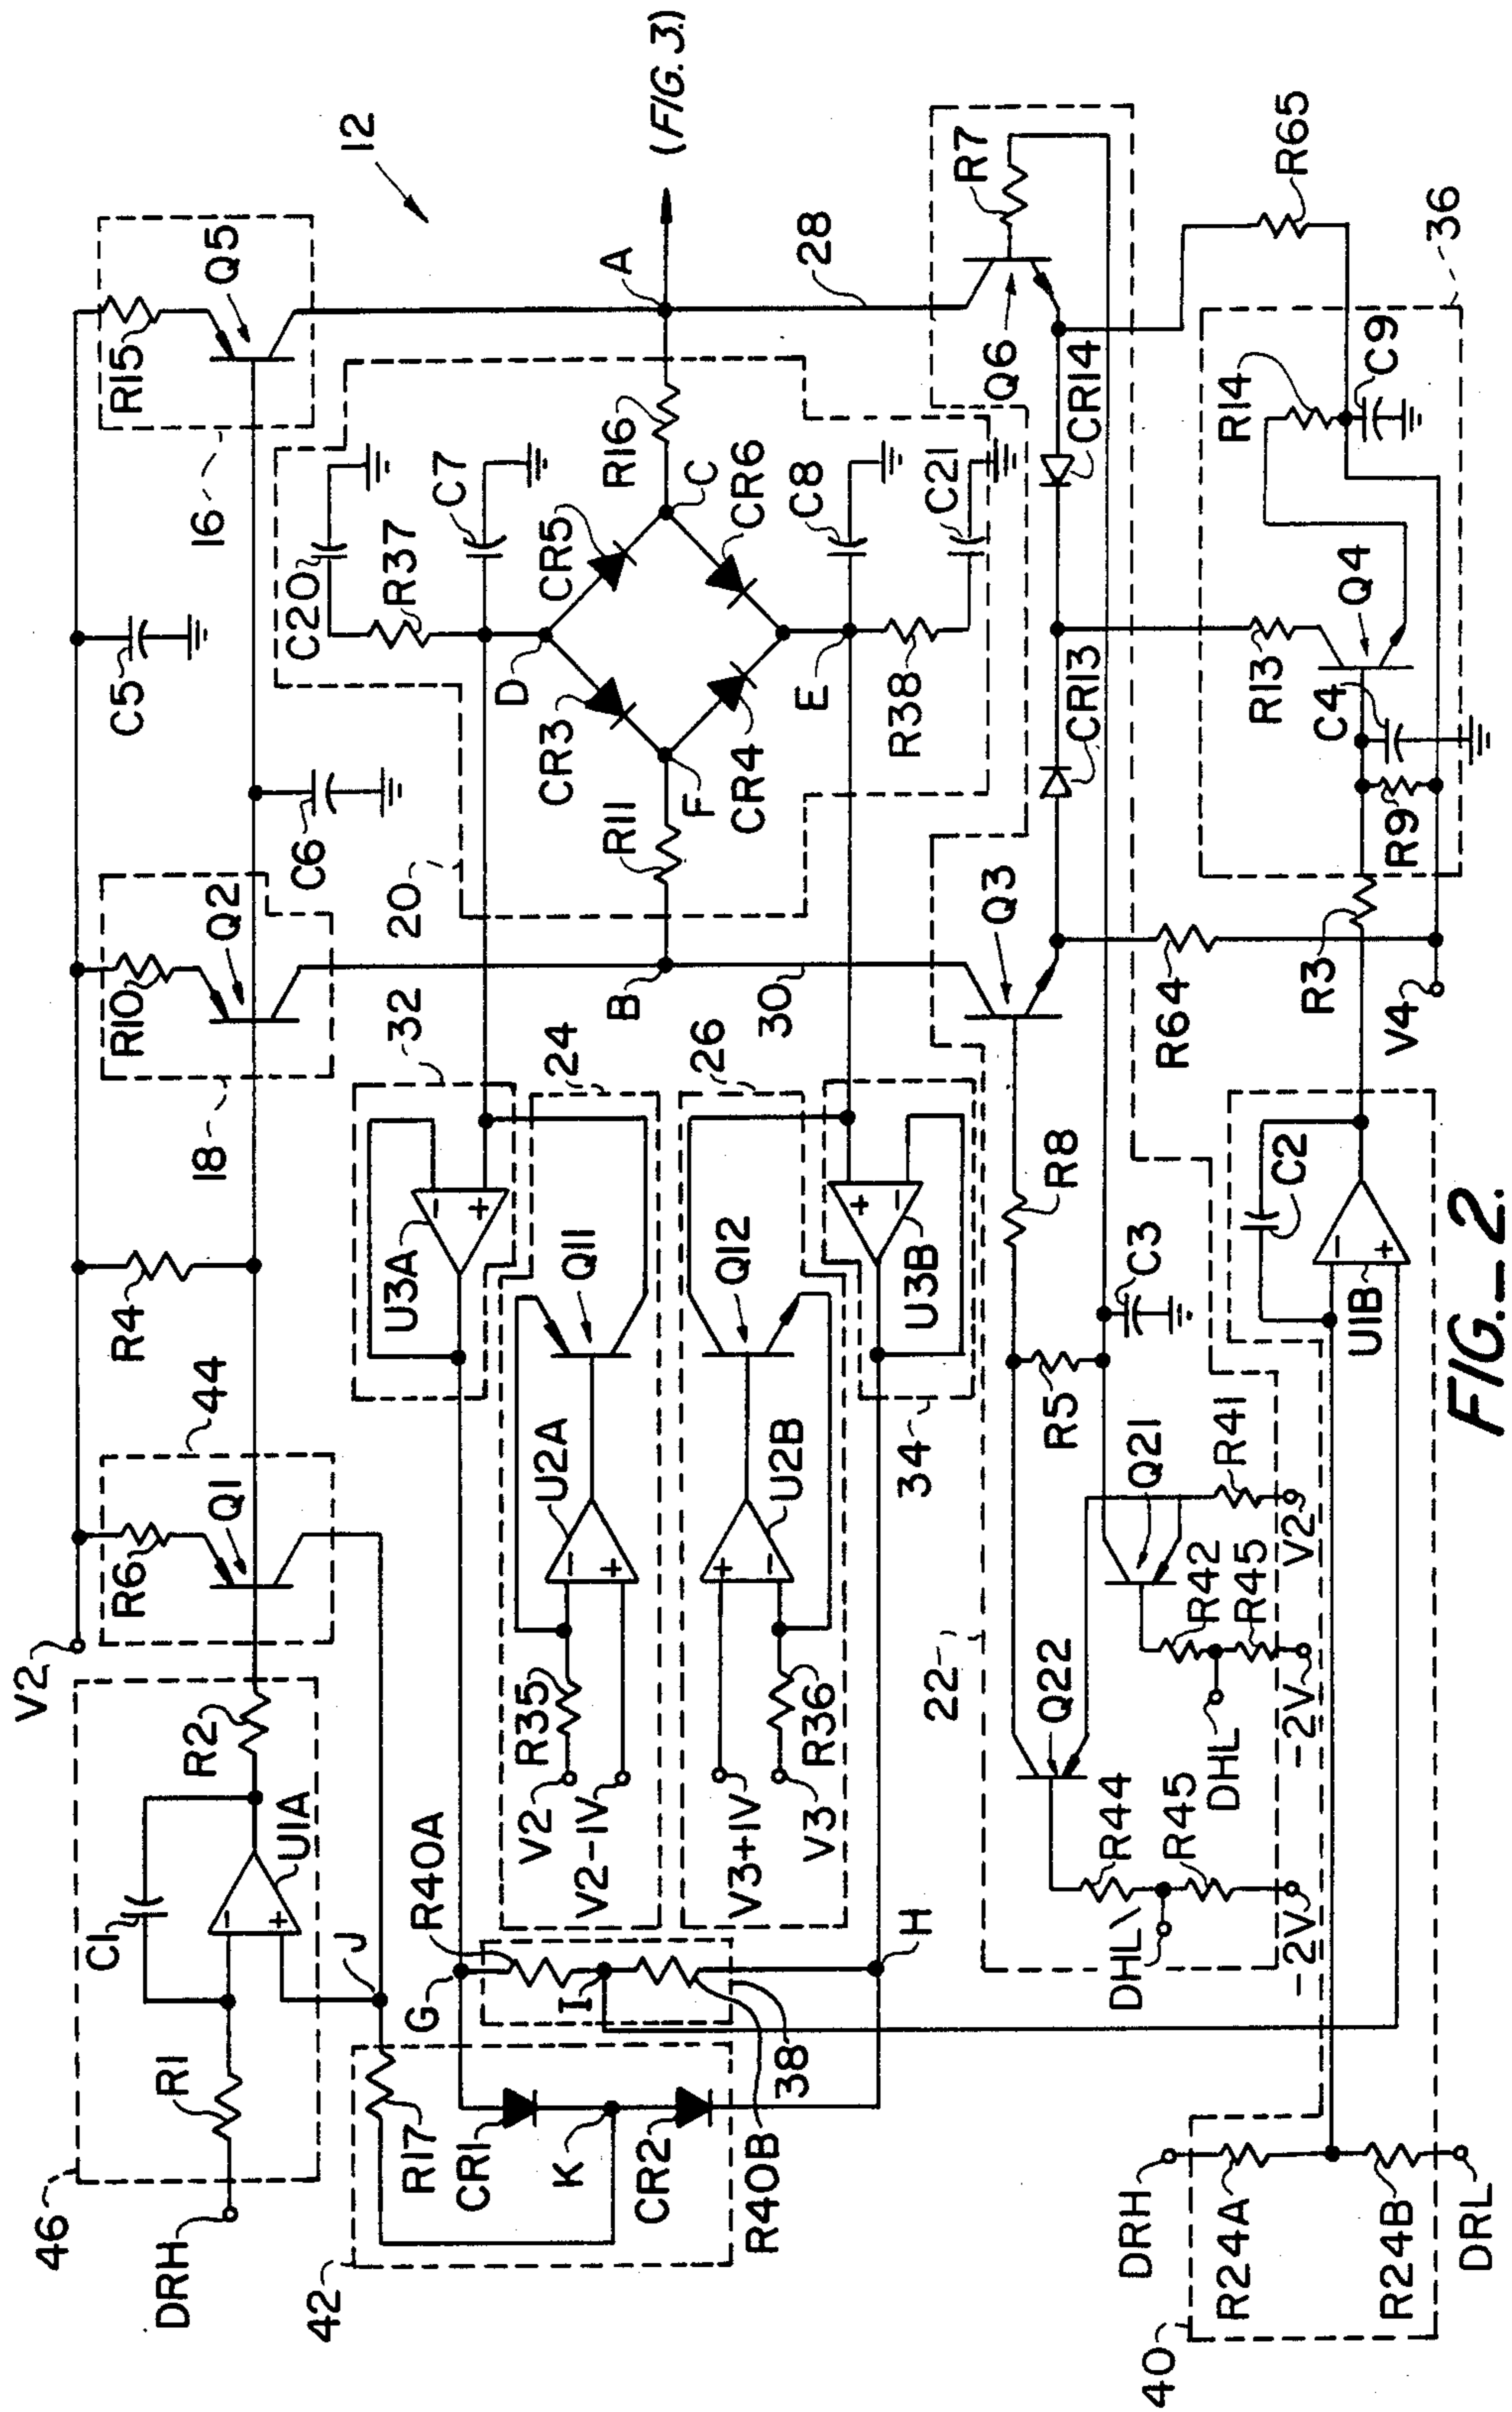 12
(FIG. 3)
V2
R6
Q1
44
R4
R10
Q2
18
C6
C5
R15
Q5
16
46
C1
R1
R2
U1A
DRH
J
42
R17
CR1
K
CR2
R40B
G
R40A
I
38
H
32
U3A
24
Q11
U2A
R35
V2
V2-1V
26
Q12
U2B
V3+1V
V3
R36
U3B
34
20
C20
R37
C7
D
CR3
CR5
R16
C
CR6
CR4
F
R11
B
30
A
28
E
C8
R38
C21
22
Q22
R44
R45
DHL\
-2V
Q21
R42
R45
DHL
-2V
R41
V2
R5
R8
C3
Q3
R64
CR13
CR14
Q6
R7
R65
36
R13
Q4
R14
C9
C4
R9
R3
V4
40
DRH
R24A
R24B
DRL
U1B
C2
FIG._2.